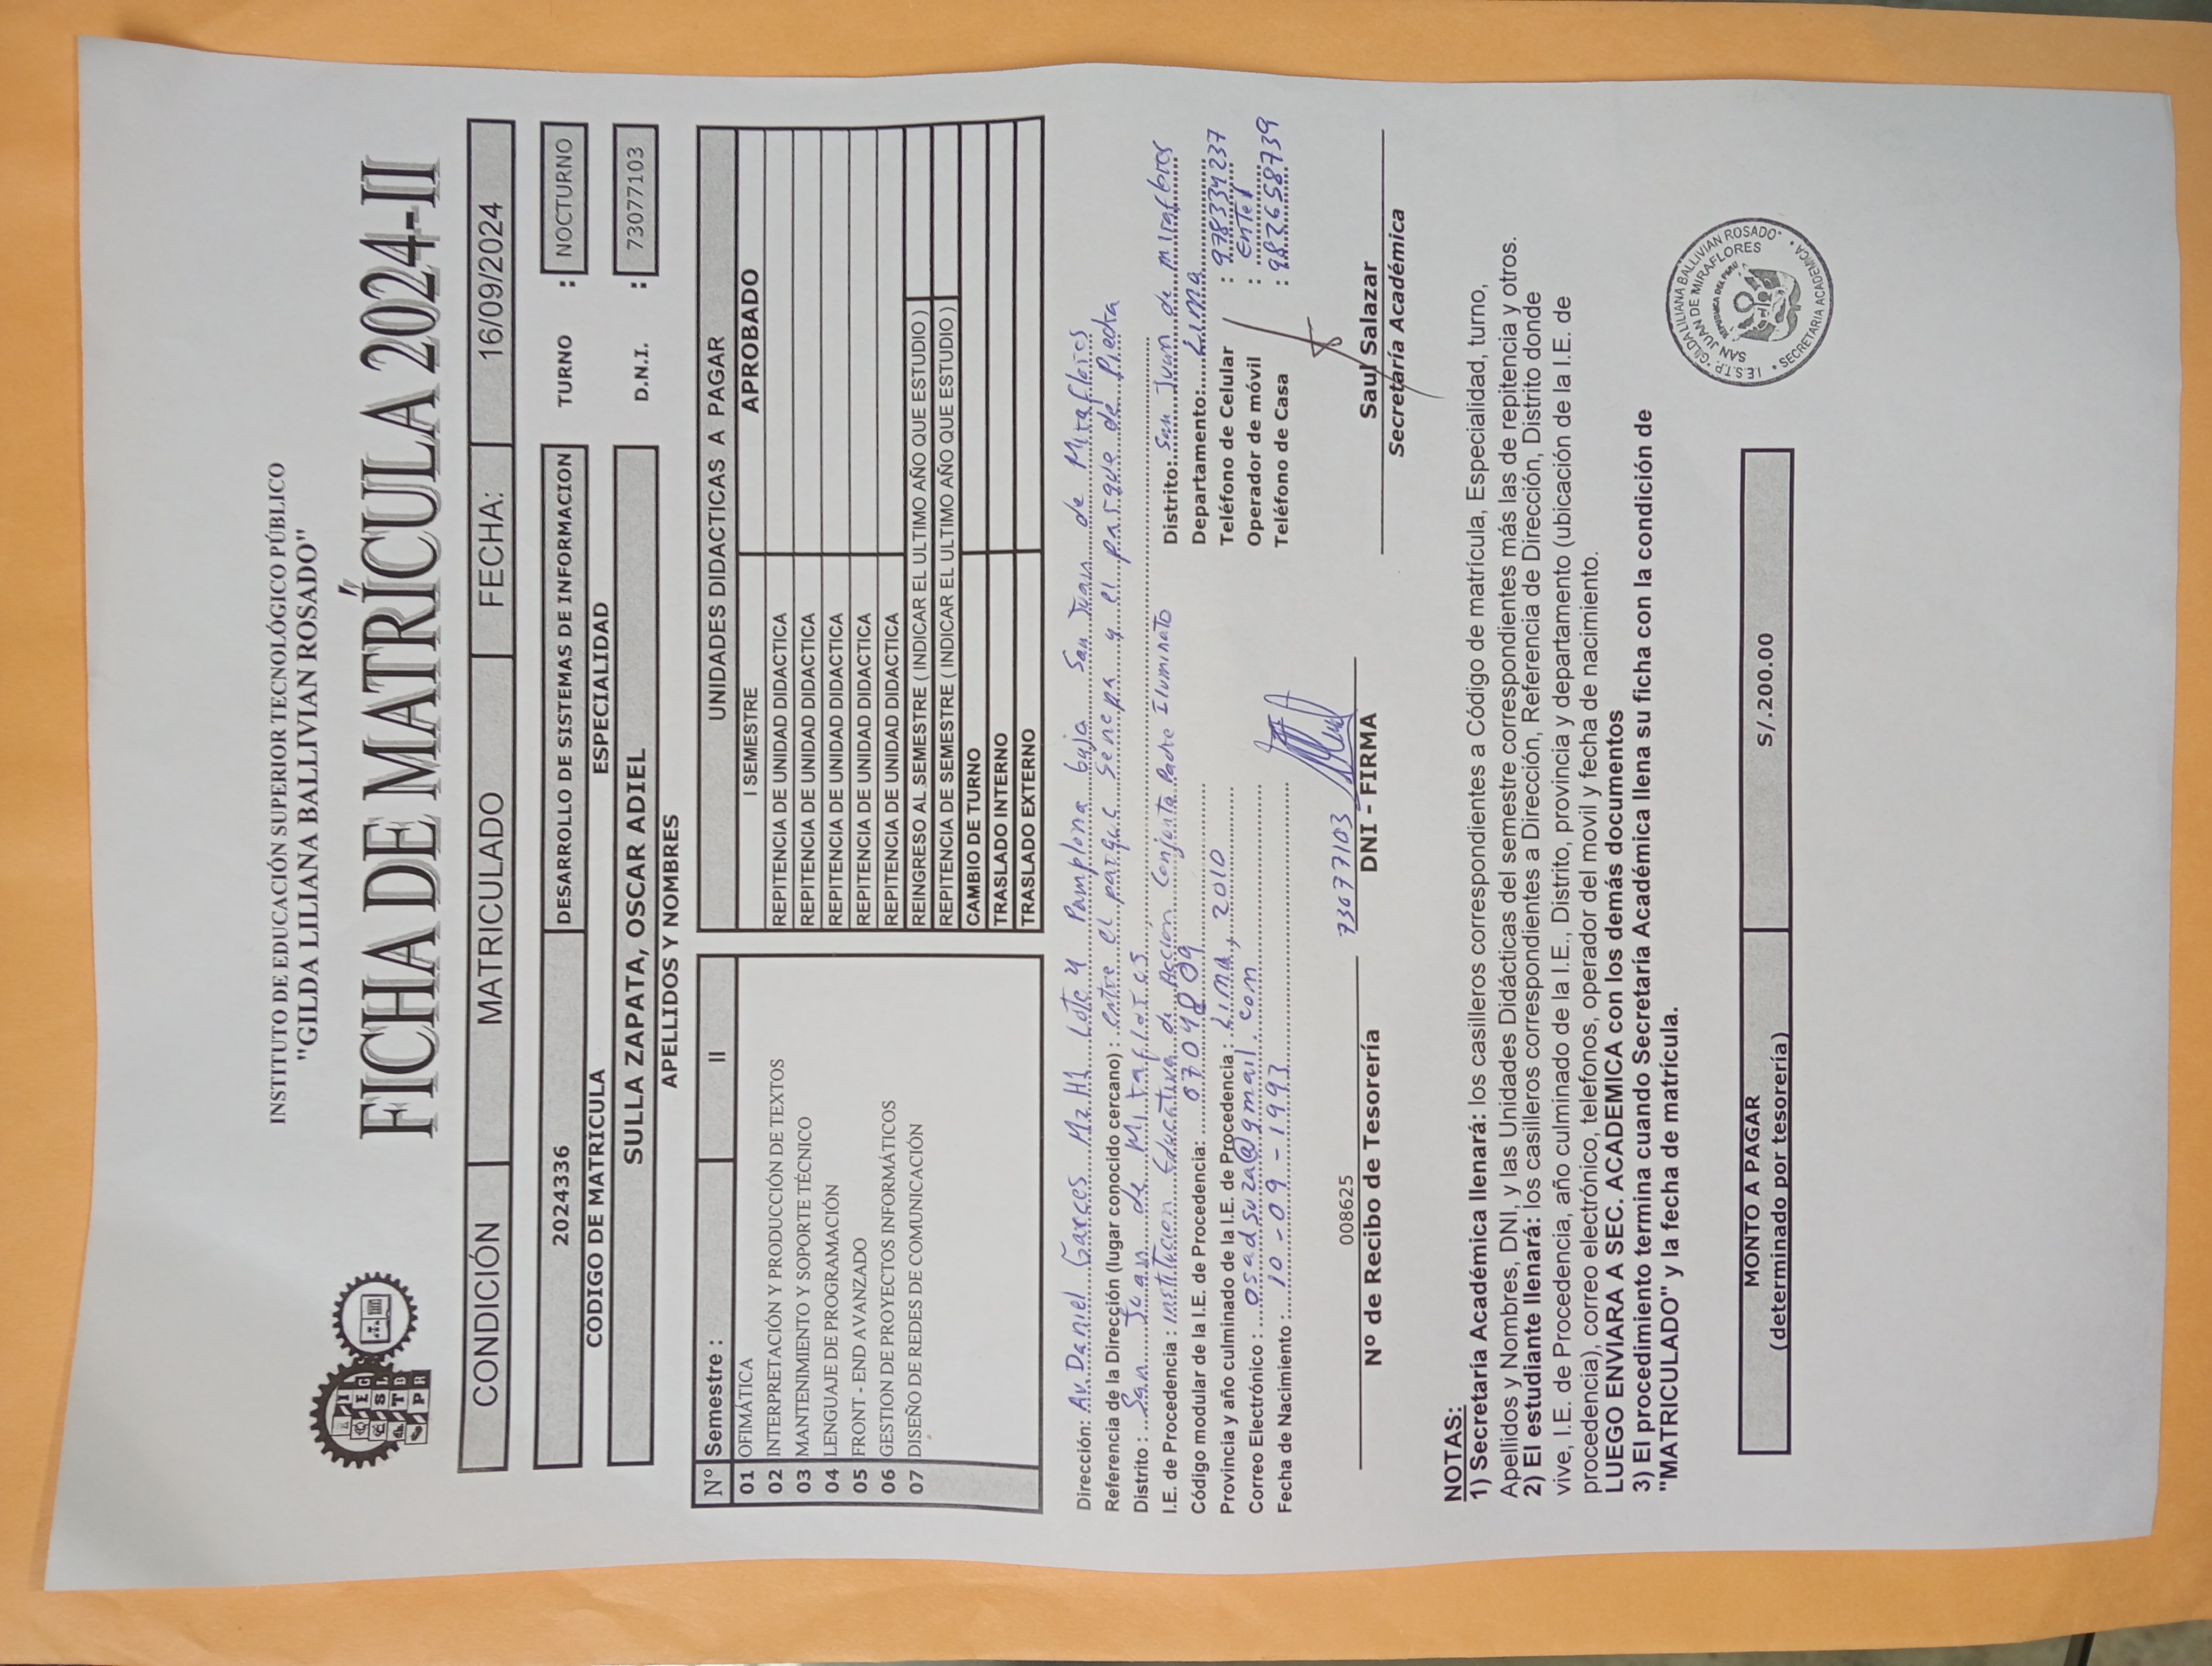 INSTITUTO DE EDUCACIÓN SUPERIOR TECNOLÓGICO PÚBLICO
"GILDA LILIANA BALLIVIAN ROSADO"
I E S T P
G L B R
FICHA DE MATRÍCULA 2024-II
CONDICIÓN MATRICULADO FECHA: 16/09/2024
2024336 DESARROLLO DE SISTEMAS DE INFORMACION TURNO : NOCTURNO
CÓDIGO DE MATRÍCULA ESPECIALIDAD
SULLA ZAPATA, OSCAR ADIEL D.N.I. : 73077103
APELLIDOS Y NOMBRES
Nº Semestre : II
01 OFIMÁTICA
02 INTERPRETACIÓN Y PRODUCCIÓN DE TEXTOS
03 MANTENIMIENTO Y SOPORTE TÉCNICO
04 LENGUAJE DE PROGRAMACIÓN
05 FRONT - END AVANZADO
06 GESTION DE PROYECTOS INFORMÁTICOS
07 DISEÑO DE REDES DE COMUNICACIÓN
UNIDADES DIDACTICAS A PAGAR
I SEMESTRE APROBADO
REPITENCIA DE UNIDAD DIDACTICA
REPITENCIA DE UNIDAD DIDACTICA
REPITENCIA DE UNIDAD DIDACTICA
REPITENCIA DE UNIDAD DIDACTICA
REPITENCIA DE UNIDAD DIDACTICA
REINGRESO AL SEMESTRE ( INDICAR EL ULTIMO AÑO QUE ESTUDIO )
REPITENCIA DE SEMESTRE ( INDICAR EL ULTIMO AÑO QUE ESTUDIO )
CAMBIO DE TURNO
TRASLADO INTERNO
TRASLADO EXTERNO
Dirección: Av. Daniel Garces Mz H1 Lote 4 Pamplona baja San Juan de Miraflores
Referencia de la Dirección (lugar conocido cercano) : entre el parque Senepa y el parque de Piedra
Distrito : San Juan de Miraflores
I.E. de Procedencia : institucion Educativa de Accion Conjonta Padre Iluminato Distrito: San Juan de miraflores
Código modular de la I.E. de Procedencia: 0704809 Departamento: Lima
Provincia y año culminado de la I.E. de Procedencia : Lima, 2010 Teléfono de Celular : 978334237
Correo Electrónico : osadsuza@gmail.com Operador de móvil : entel
Fecha de Nacimiento : 10-09-1993 Teléfono de Casa : 982658739
008625 73077103
Nº de Recibo de Tesorería DNI - FIRMA Saul Salazar
Secretaría Académica
NOTAS:
1) Secretaría Académica llenará: los casilleros correspondientes a Código de matrícula, Especialidad, turno,
Apellidos y Nombres, DNI, y las Unidades Didácticas del semestre correspondientes más las de repitencia y otros.
2) El estudiante llenará: los casilleros correspondientes a Dirección, Referencia de Dirección, Distrito donde
vive, I.E. de Procedencia, año culminado de la I.E., Distrito, provincia y departamento (ubicación de la I.E. de
procedencia), correo electrónico, telefonos, operador del movil y fecha de nacimiento.
LUEGO ENVIARA A SEC. ACADEMICA con los demás documentos
3) El procedimiento termina cuando Secretaría Académica llena su ficha con la condición de
"MATRICULADO" y la fecha de matrícula.
MONTO A PAGAR
(determinado por tesorería) S/.200.00
I.E.S.T.P. "GILDA LILIANA BALLIVIAN ROSADO"
SAN JUAN DE MIRAFLORES
REPUBLICA DEL PERU
• SECRETARIA ACADEMICA •